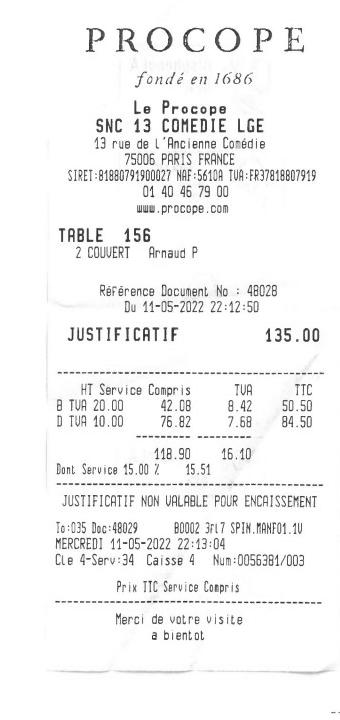 PROCOPE
fondé en 1686
Le Procope
SNC 13 COMEDIE LGE
13 rue de l'Ancienne Comédie
75006 PARIS FRANCE
SIRET:81880791900027 NAF:5610A TVA:FR37818807919
01 40 46 79 00
www.procope.com
TABLE 156
2 COUVERT Arnaud P
Référence Document No : 48028
Du 11-05-2022 22:12:50
JUSTIFICATIF 135.00
HT Service Compris TVA TTC
B TVA 20.00 42.08 8.42 50.50
D TVA 10.00 76.82 7.68 84.50
118.90 16.10
Dont Service 15.00 % 15.51
JUSTIFICATIF NON VALABLE POUR ENCAISSEMENT
To:035 Doc:48029 B0002 3rl7 SPIN.MANF01.1V
MERCREDI 11-05-2022 22:13:04
Cle 4-Serv:34 Caisse 4 Num:0056381/003
Prix TTC Service Compris
Merci de votre visite
a bientot